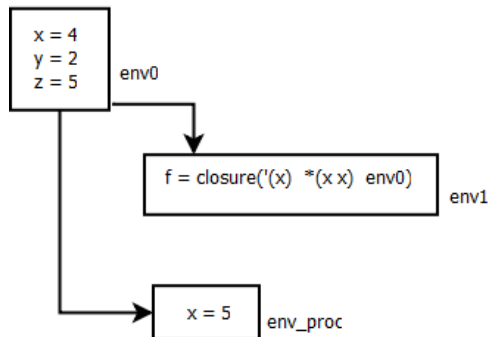 x = 4
y = 2
z = 5
env0
f = closure('(x) *(x x) env0)
env1
x = 5
env_proc